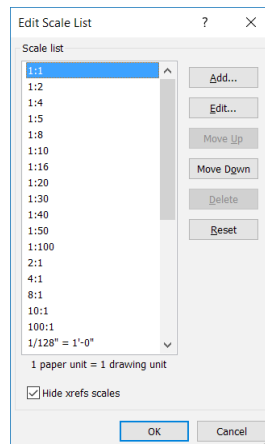 Edit Scale List
?
Scale list
1:1
1:2
1:4
1:5
1:8
1:10
1:16
1:20
1:30
1:40
1:50
1:100
2:1
4:1
8:1
10:1
100:1
1/128" = 1'-0"
Add...
Edit...
Move Up
Move Down
Delete
Reset
1 paper unit = 1 drawing unit
Hide xrefs scales
OK
Cancel